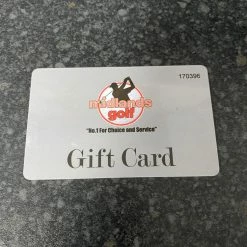 170396
midlands
golf
"No.1 For Choice and Service"
Gift Card